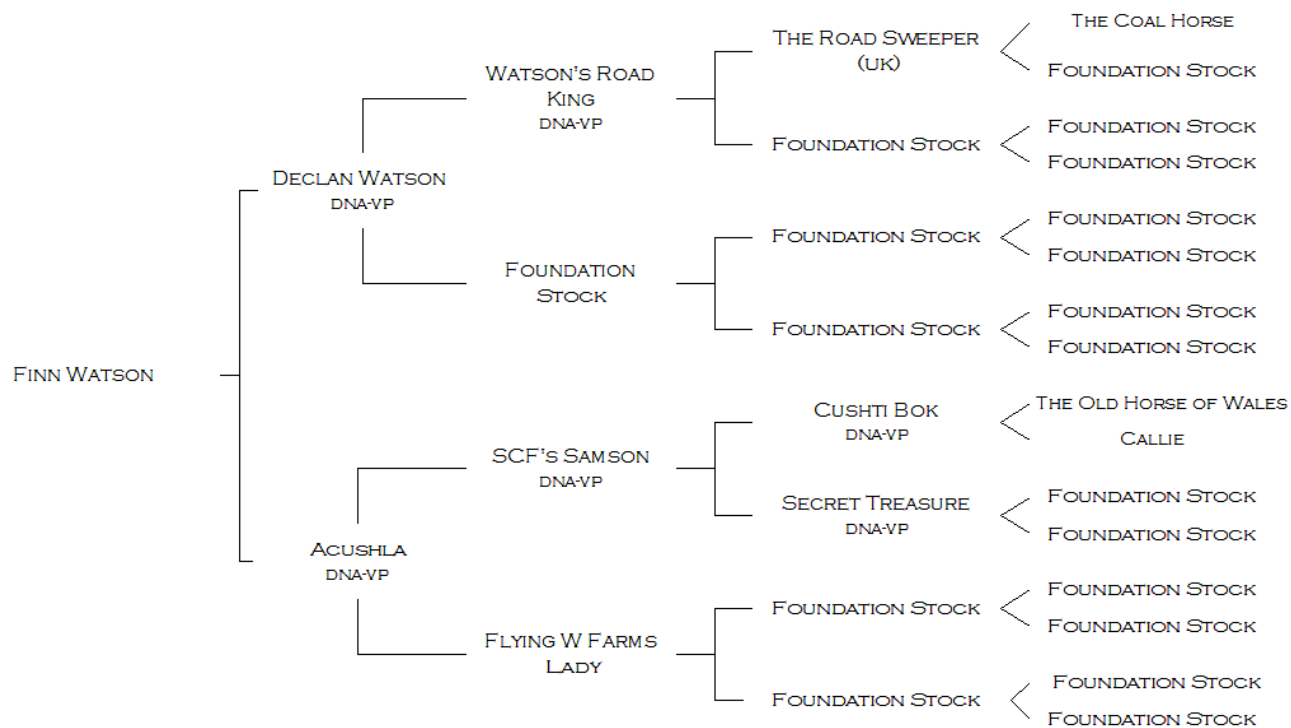 The Coal Horse
The Road Sweeper
(UK)
Foundation Stock
Watson's Road
King
DNA-VP
Foundation Stock
Foundation Stock
Foundation Stock
Declan Watson
DNA-VP
Foundation Stock
Foundation Stock
Foundation Stock
Foundation
Stock
Foundation Stock
Foundation Stock
Foundation Stock
Finn Watson
Cushti Bok
DNA-VP
The Old Horse of Wales
Callie
SCF's Samson
DNA-VP
Secret Treasure
DNA-VP
Foundation Stock
Foundation Stock
Acushla
DNA-VP
Foundation Stock
Foundation Stock
Foundation Stock
Flying W Farms
Lady
Foundation Stock
Foundation Stock
Foundation Stock